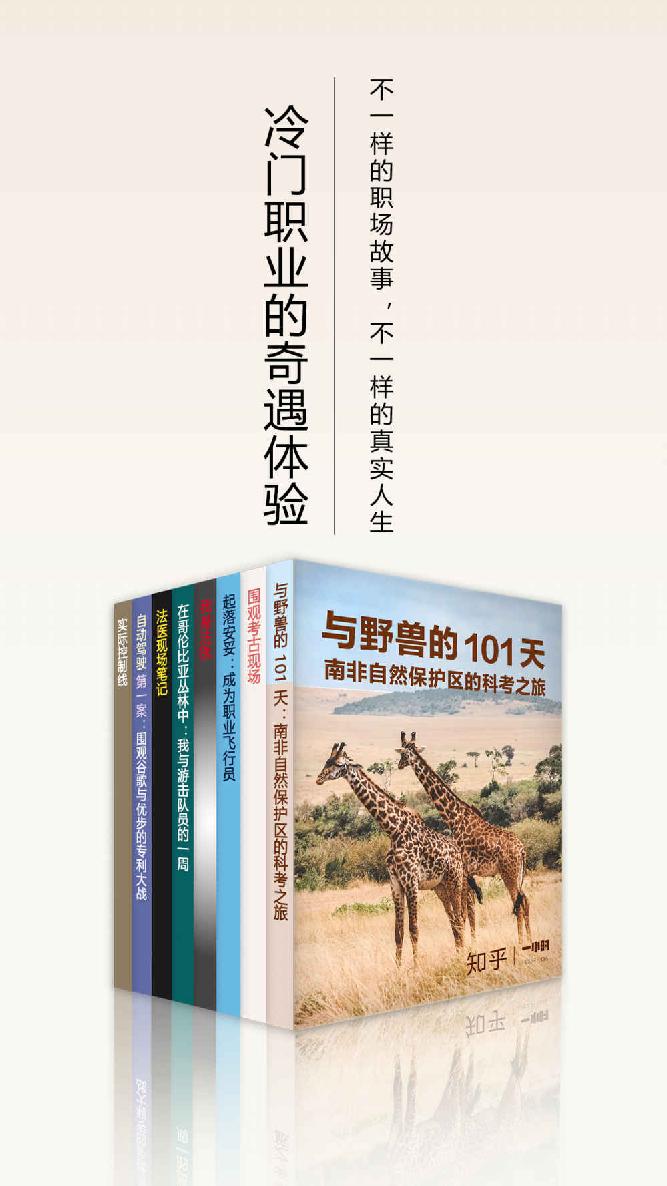 不一样的职场故事，不一样的真实人生
冷门职业的奇遇体验
与野兽的101天
南非自然保护区的科考之旅
知乎
一小时
与野兽的 101 天：南非自然保护区的科考之旅
围观考古现场
起落安妥：成为职业飞行员
在哥伦比亚丛林中：我与游击队员的一周
法医现场笔记
自动驾驶第一案：围观谷歌与优步的专利大战
实际控制线